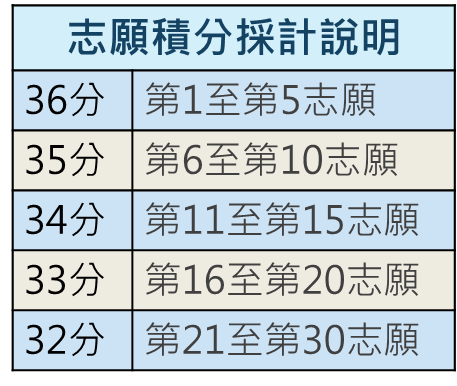 志願積分採計說明
36分 第1至第5志願
35分 第6至第10志願
34分 第11至第15志願
33分 第16至第20志願
32分 第21至第30志願